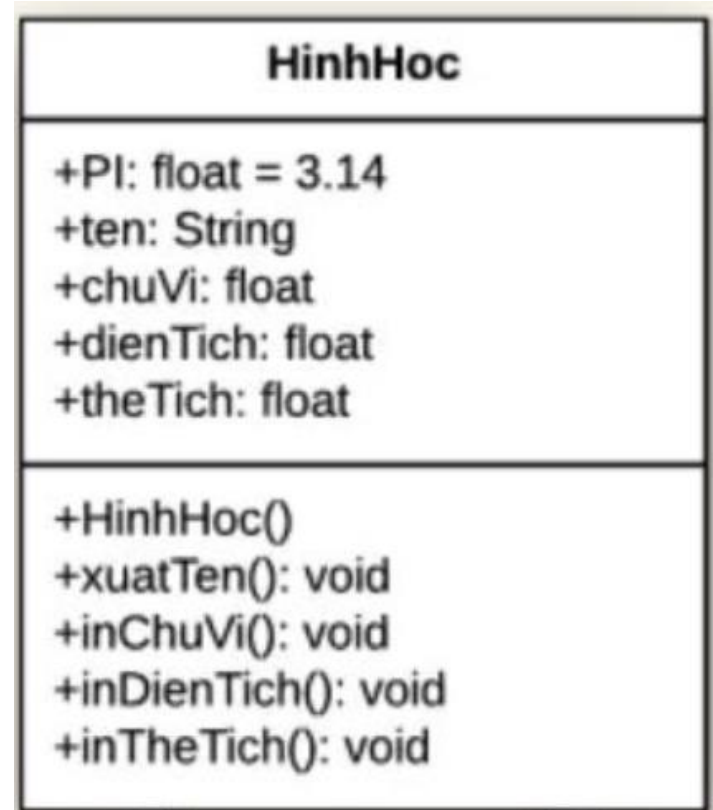 HinhHoc
+PI: float = 3.14
+ten: String
+chuVi: float
+dienTich: float
+theTich: float
+HinhHoc()
+xuatTen(): void
+inChuVi(): void
+inDienTich(): void
+inTheTich(): void